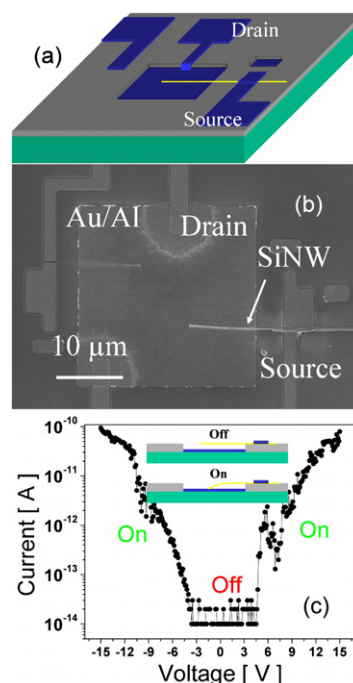 (a)
Drain
Source
(b)
Au/Al
Drain
SiNW
10 µm
Source
10⁻¹⁰
10⁻¹¹
10⁻¹²
10⁻¹³
10⁻¹⁴
Current [ A ]
Off
On
On
On
Off
(c)
-15 -12 -9 -6 -3 0 3 6 9 12 15
Voltage [ V ]